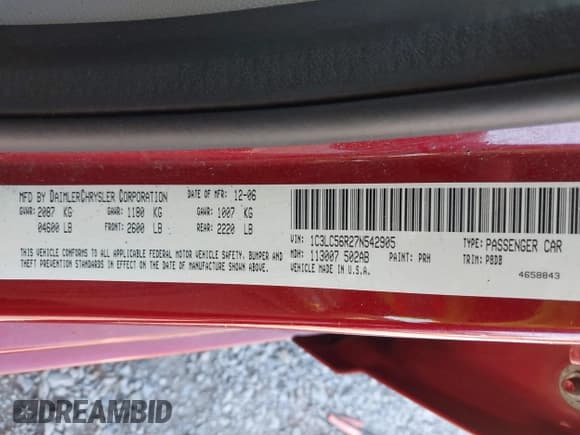 MFD BY DAIMLERCHRYSLER CORPORATION DATE OF MFR 12-06
GVWR: 2087 KG GAWR: 1180 KG GAWR: 1007 KG
04600 LB FRONT: 2600 LB REAR: 2220 LB
THIS VEHICLE CONFORMS TO ALL APPLICABLE FEDERAL MOTOR VEHICLE SAFETY, BUMPER AND
THEFT PREVENTION STANDARDS IN EFFECT ON THE DATE OF MANUFACTURE SHOWN ABOVE.
VIN: 1C3LC56R27N542905 TYPE: PASSENGER CAR
MDH: 113007 502AB PAINT: PRH TRIM: P8DB
MADE IN U.S.A.
4658843
DREAMBID